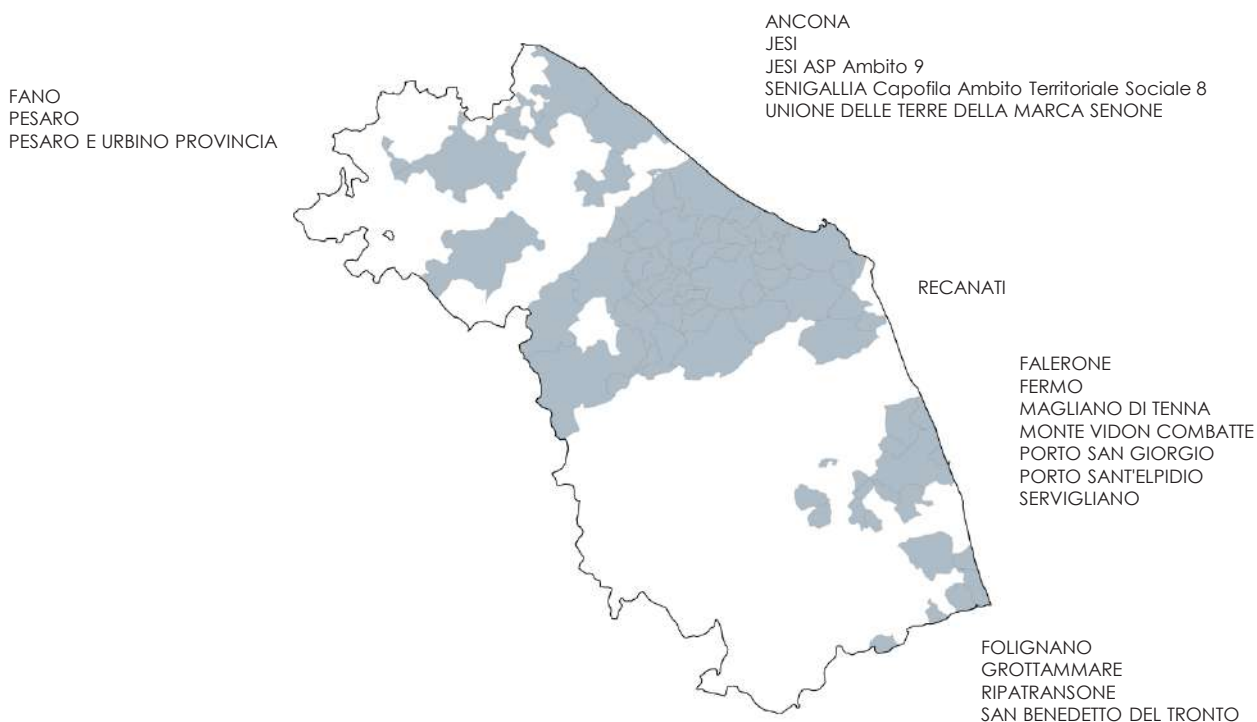 ANCONA
JESI
JESI ASP Ambito 9
SENIGALLIA Capofila Ambito Territoriale Sociale 8
UNIONE DELLE TERRE DELLA MARCA SENONE
FANO
PESARO
PESARO E URBINO PROVINCIA
RECANATI
FALERONE
FERMO
MAGLIANO DI TENNA
MONTE VIDON COMBATTE
PORTO SAN GIORGIO
PORTO SANT'ELPIDIO
SERVIGLIANO
FOLIGNANO
GROTTAMMARE
RIPATRANSONE
SAN BENEDETTO DEL TRONTO